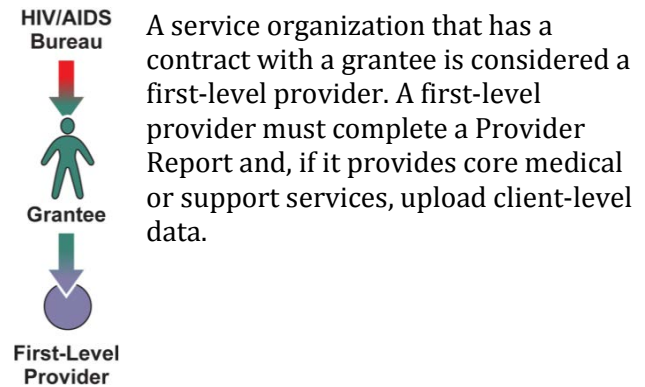 HIV/AIDS
Bureau
Grantee
First-Level
Provider
A service organization that has a
contract with a grantee is considered a
first-level provider. A first-level
provider must complete a Provider
Report and, if it provides core medical
or support services, upload client-level
data.